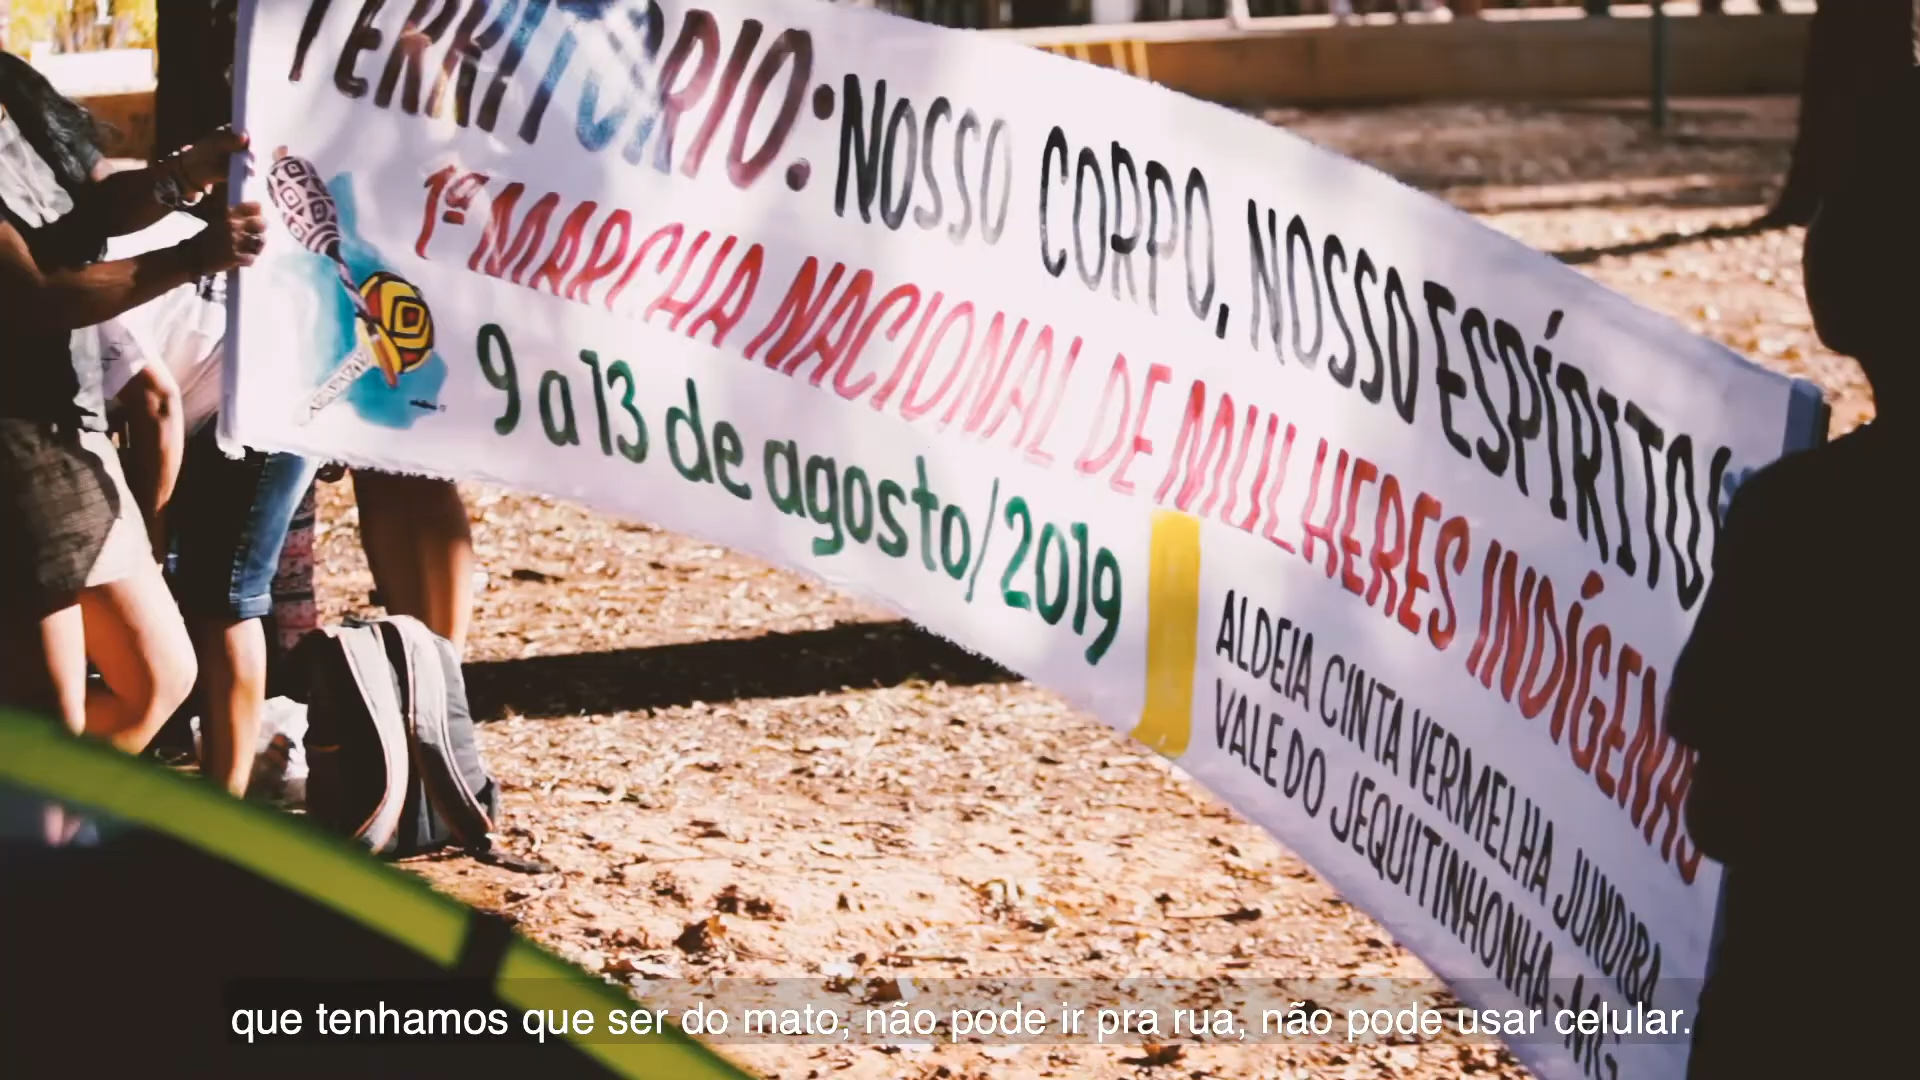 TERRITÓRIO: NOSSO CORPO, NOSSO ESPÍRITO!
1ª MARCHA NACIONAL DE MULHERES INDÍGENAS
9 a 13 de agosto/2019
ALDEIA CINTA VERMELHA JUNDIBA
VALE DO JEQUITINHONHA-MG
que tenhamos que ser do mato, não pode ir pra rua, não pode usar celular.